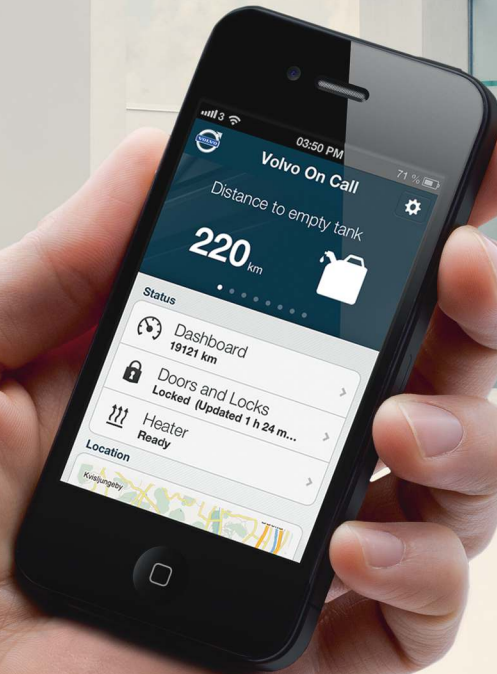 3
03:50 PM
71 %
VOLVO
Volvo On Call
Distance to empty tank
220 km
Status
Dashboard
19121 km
Doors and Locks
Locked (Updated 1 h 24 m...
Heater
Ready
Location
Kvisljungeby